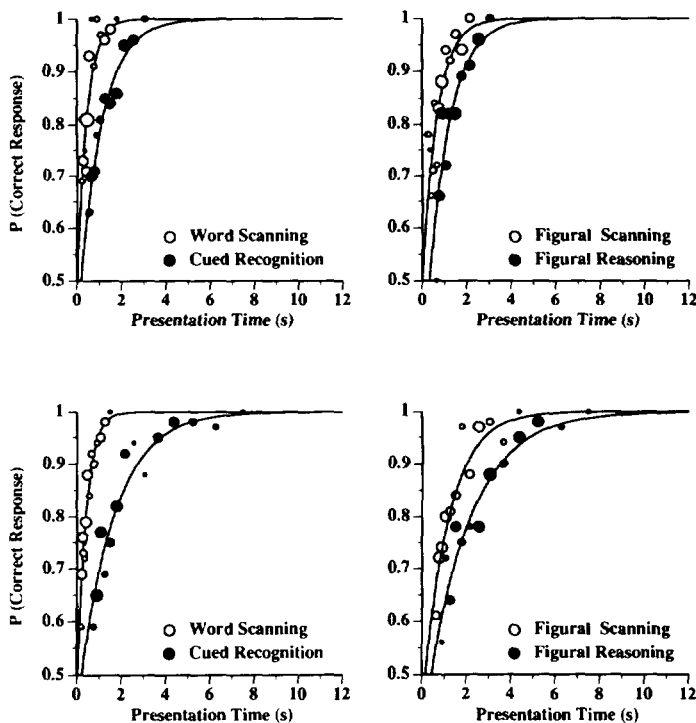 P (Correct Response)
1
0.9
0.8
0.7
0.6
0.5
Word Scanning
Cued Recognition
0 2 4 6 8 10 12
Presentation Time (s)
1
0.9
0.8
0.7
0.6
0.5
Figural Scanning
Figural Reasoning
0 2 4 6 8 10 12
Presentation Time (s)
P (Correct Response)
1
0.9
0.8
0.7
0.6
0.5
Word Scanning
Cued Recognition
0 2 4 6 8 10 12
Presentation Time (s)
1
0.9
0.8
0.7
0.6
0.5
Figural Scanning
Figural Reasoning
0 2 4 6 8 10 12
Presentation Time (s)